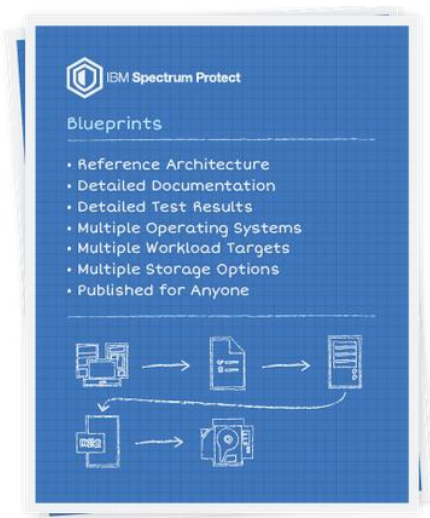 IBM Spectrum Protect
Blueprints
• Reference Architecture
• Detailed Documentation
• Detailed Test Results
• Multiple Operating Systems
• Multiple Workload Targets
• Multiple Storage Options
• Published for Anyone